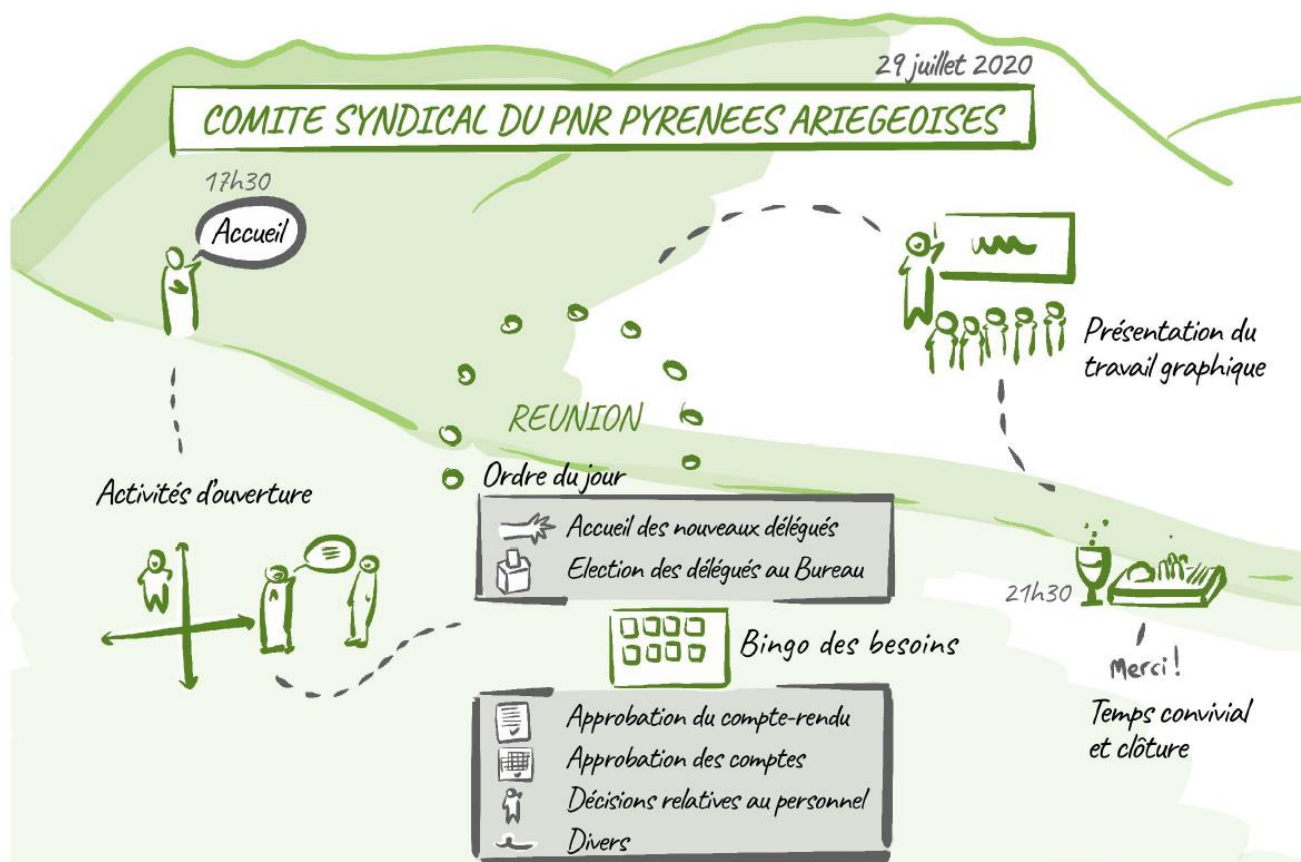 29 juillet 2020
COMITE SYNDICAL DU PNR PYRENEES ARIEGEOISES
17h30
Accueil
Activités d'ouverture
REUNION
Ordre du jour
Accueil des nouveaux délégués
Election des délégués au Bureau
Bingo des besoins
Approbation du compte-rendu
Approbation des comptes
Décisions relatives au personnel
Divers
Présentation du
travail graphique
21h30
Merci !
Temps convivial
et clôture